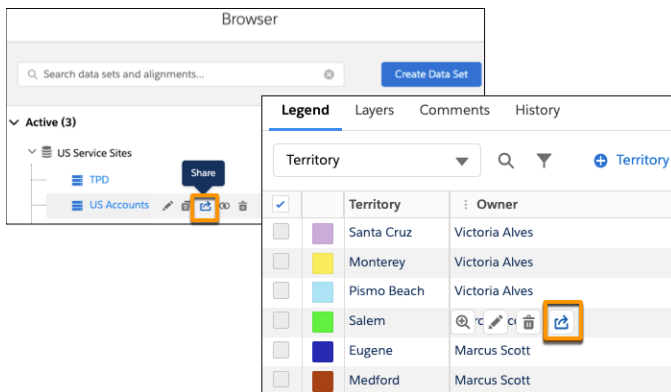 Browser
Search data sets and alignments...
Create Data Set
Active (3)
US Service Sites
TPD
Share
US Accounts
Legend Layers Comments History
Territory
Territory
Territory Owner
Santa Cruz Victoria Alves
Monterey Victoria Alves
Pismo Beach Victoria Alves
Salem
Eugene Marcus Scott
Medford Marcus Scott